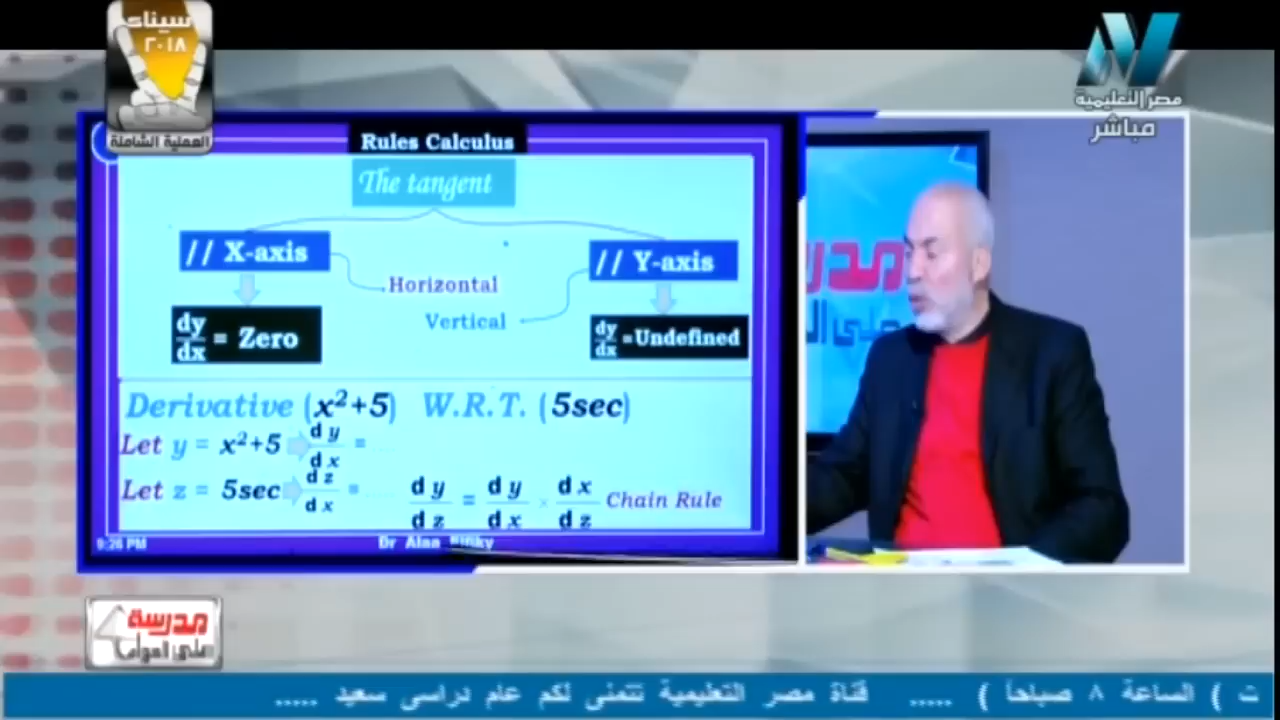 سيناء
٢٠١٨
العملية الشاملة
مصر التعليمية
مباشر
Rules Calculus
The tangent
// X-axis
// Y-axis
Horizontal
Vertical
dy/dx = Zero
dy/dx = Undefined
Derivative (x²+5) W.R.T. (5sec)
Let y = x²+5 dy/dx = ....
Let z = 5sec dz/dx = ....
dy/dz = dy/dx × dx/dz Chain Rule
9:26 PM
Dr Alaa
مدرسة
على الهواء
ت ) الساعة ٨ صباحاً ) ..... قناة مصر التعليمية تتمنى لكم عام دراسى سعيد .....